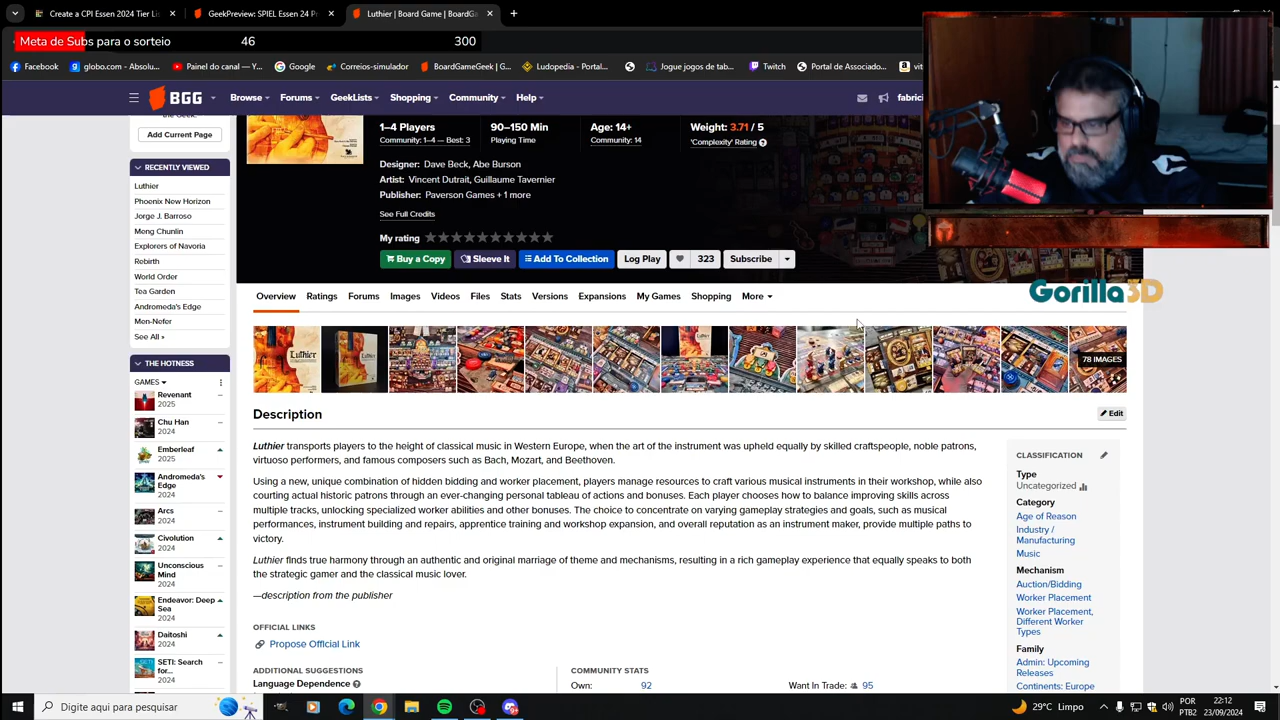 Create a CPI Essen 2024 Tier Lis
GeekPreview: SPIEL Essen 24 Pr
Luthier | Board Game | BoardGa
Meta de Subs para o sorteio 46 300
Facebook
globo.com - Absolu...
Painel do canal - ...
Google
Correios-simulador
BoardGameGeek | G...
Ludopedia - Portal...
Jogue jogos de tab...
Twitch
Portal de Associado...
BGG
Browse
Forums
GeekLists
Shopping
Community
Help
fabrici
the Geek."
Add Current Page
RECENTLY VIEWED
Luthier
Phoenix New Horizon
Jorge J. Barroso
Meng Chunlin
Explorers of Navoria
Rebirth
World Order
Tea Garden
Andromeda's Edge
Men-Nefer
See All »
THE HOTNESS
GAMES
Revenant
2025
Chu Han
2024
Emberleaf
2025
Andromeda's
Edge
2024
Arcs
2024
Civolution
2024
Unconscious
Mind
2024
Endeavor: Deep
Sea
2024
Daitoshi
2024
SETI: Search
for...
2024
1–4 Players
Community: 1–4 — Best: 3
90–150 Min
Playing Time
Age: 14+
Community: 14
Weight: 3.71 / 5
'Complexity' Rating
Designer: Dave Beck, Abe Burson
Artist: Vincent Dutrait, Guillaume Tavernier
Publisher: Paverson Games + 1 more
See Full Credits
My rating
Buy a Copy
Sleeve It
Add To Collection
Log Play
323
Subscribe
Gorilla3D
Overview
Ratings
Forums
Images
Videos
Files
Stats
Versions
Expansions
My Games
Shopping
More
Luthier
Luthier
78 IMAGES
Description
Edit
Luthier transports players to the height of classical music in Western Europe, when the art of the instrument was upheld equally by skilled craftspeople, noble patrons,
virtuoso performers, and famous composers such as Bach, Mozart, and Beethoven.
Using a new, unique combination of hidden bidding and worker placement, players manage resources to craft various musical instruments in their workshop, while also
courting actual historic patrons through an ever-changing personal tableau of actions and bonuses. Each player chooses how to balance improving skills across
multiple tracks, unlocking specialized worker abilities and other bonuses. The choice to concentrate on varying gameplay strategies and goals, such as musical
performances, instrument building and repairs, apprentice training and workshop expansion, and overall reputation as an instrument maker, provide multiple paths to
victory.
Luthier finds true harmony through an authentic and original marriage of theme and mechanisms, resulting in a rich gameplay experience that equally speaks to both
the strategic gamer and the classical music lover.
—description from the publisher
OFFICIAL LINKS
Propose Official Link
ADDITIONAL SUGGESTIONS
Language Dependence
COMMUNITY STATS
Own: 92
Want In Trade: 95
CLASSIFICATION
Type
Uncategorized
Category
Age of Reason
Industry /
Manufacturing
Music
Mechanism
Auction/Bidding
Worker Placement
Worker Placement,
Different Worker
Types
Family
Admin: Upcoming
Releases
Continents: Europe
Digite aqui para pesquisar
29°C Limpo
POR
PTB2
22:12
23/09/2024